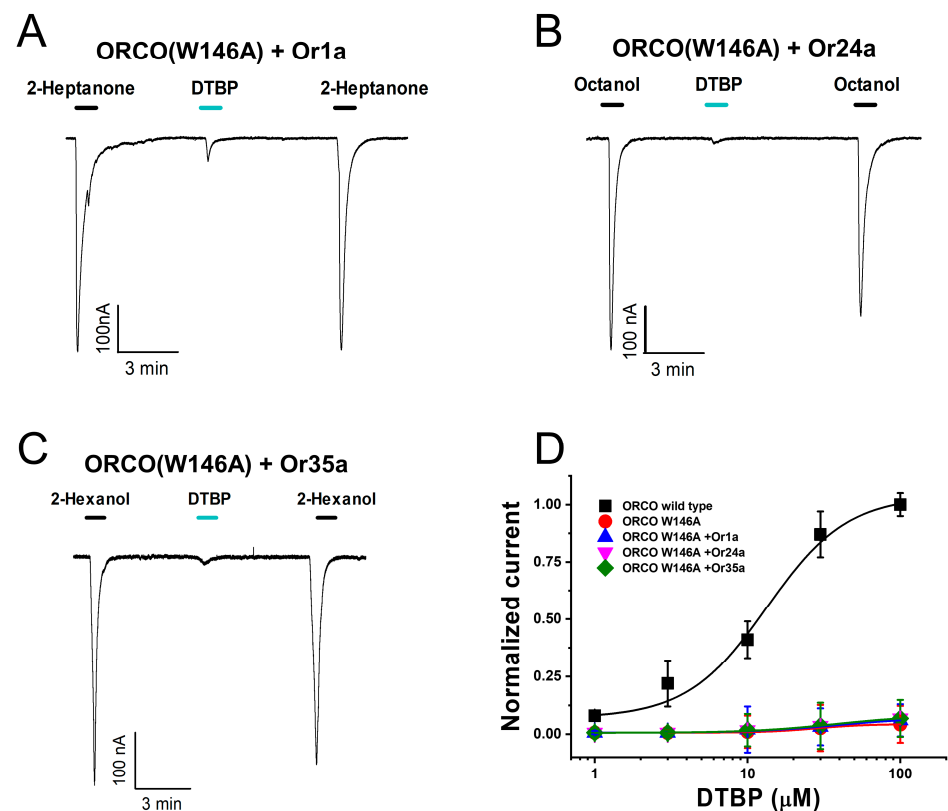 A
ORCO(W146A) + Or1a
2-Heptanone DTBP 2-Heptanone
100nA
3 min
B
ORCO(W146A) + Or24a
Octanol DTBP Octanol
100 nA
3 min
C
ORCO(W146A) + Or35a
2-Hexanol DTBP 2-Hexanol
100 nA
3 min
D
ORCO wild type
ORCO W146A
ORCO W146A +Or1a
ORCO W146A +Or24a
ORCO W146A +Or35a
Normalized current
1.00
0.75
0.50
0.25
0.00
1 10 100
DTBP (μM)